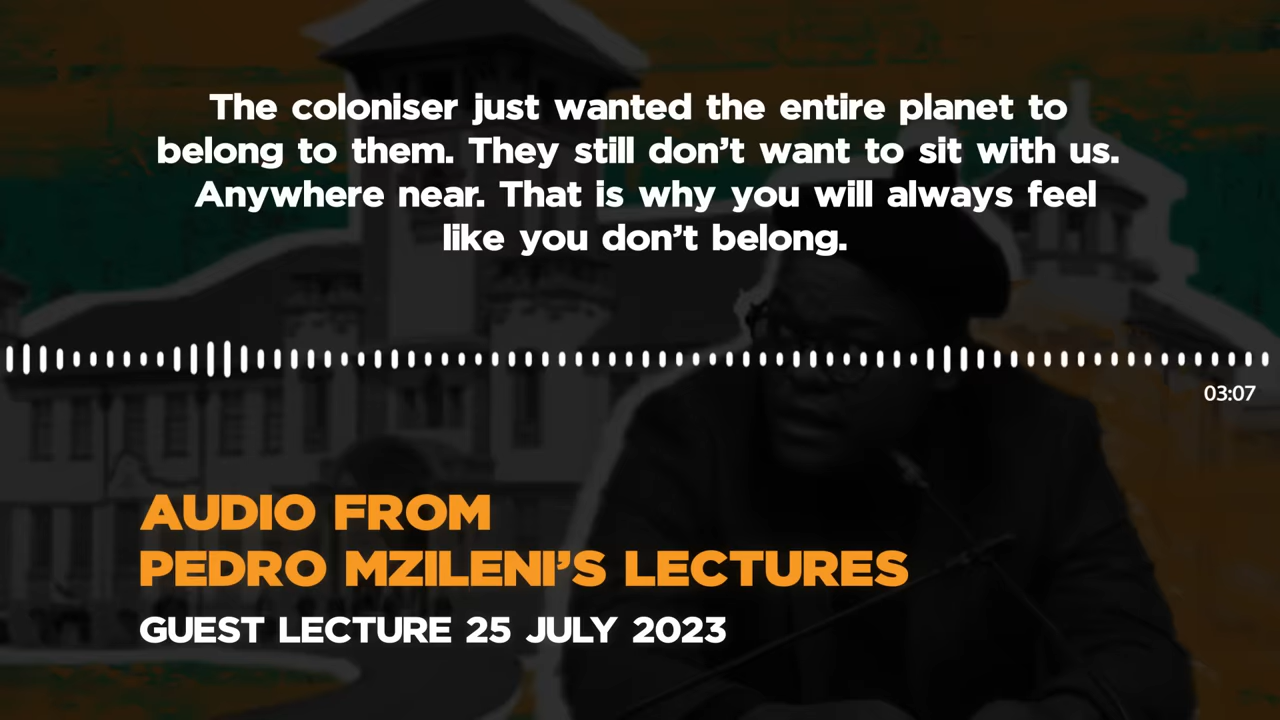 The coloniser just wanted the entire planet to
belong to them. They still don’t want to sit with us.
Anywhere near. That is why you will always feel
like you don’t belong.
03:07
AUDIO FROM
PEDRO MZILENI’S LECTURES
GUEST LECTURE 25 JULY 2023